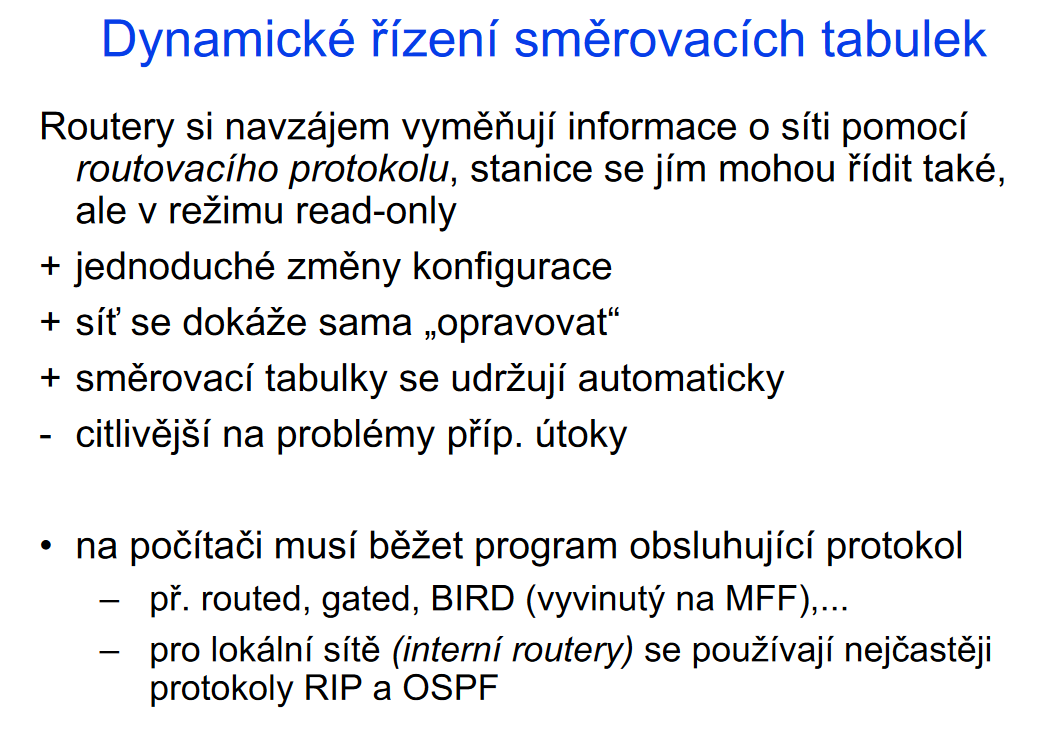 Dynamické řízení směrovacích tabulek
Routery si navzájem vyměňují informace o síti pomocí
routovacího protokolu, stanice se jím mohou řídit také,
ale v režimu read-only
+ jednoduché změny konfigurace
+ síť se dokáže sama „opravovat“
+ směrovací tabulky se udržují automaticky
- citlivější na problémy příp. útoky
• na počítači musí běžet program obsluhující protokol
– př. routed, gated, BIRD (vyvinutý na MFF),...
– pro lokální sítě (interní routery) se používají nejčastěji
protokoly RIP a OSPF